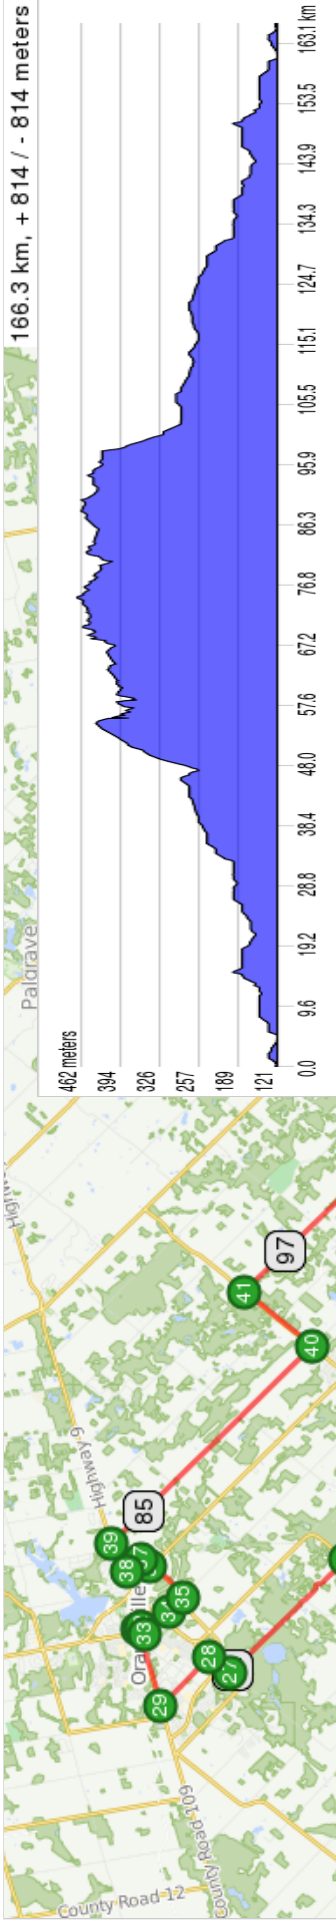 166.3 km, + 814 / - 814 meters
462 meters
394
326
257
189
121
0.0 9.6 19.2 28.8 38.4 48.0 57.6 67.2 76.8 86.3 95.9 105.5 115.1 124.7 134.3 143.9 153.5 163.1 km
Palgrave
Highway 9
97
41
40
85
39
38
Ora
ville
33
35
28
27
29
County Road 109
County Road 12